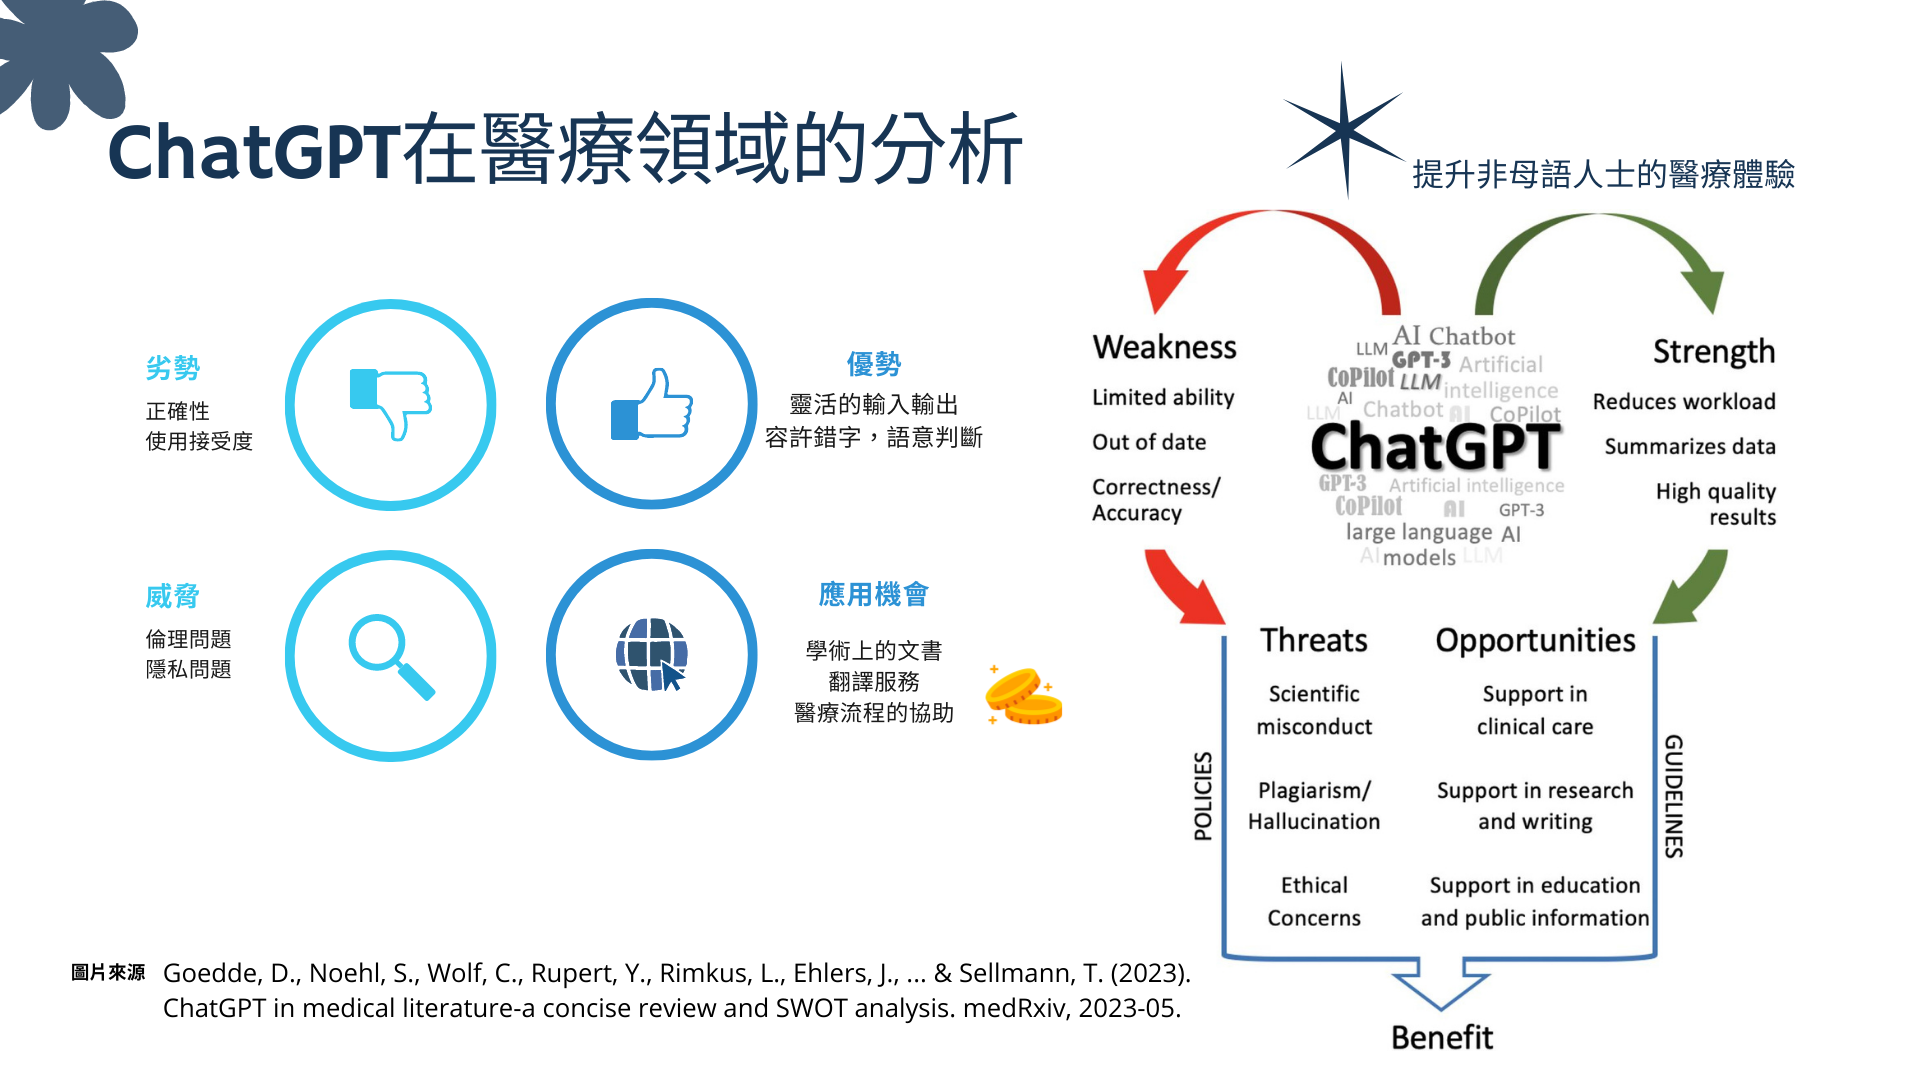 ChatGPT在醫療領域的分析
提升非母語人士的醫療體驗
劣勢
正確性
使用接受度
優勢
靈活的輸入輸出
容許錯字，語意判斷
威脅
倫理問題
隱私問題
應用機會
學術上的文書
翻譯服務
醫療流程的協助
Weakness
Limited ability
Out of date
Correctness/
Accuracy
AI Chatbot
LLM GPT-3 Artificial
CoPilot LLM intelligence
AI
LLM Chatbot AI CoPilot
ChatGPT
GPT-3 Artificial intelligence
CoPilot AI GPT-3
large language AI
AI models LLM
Strength
Reduces workload
Summarizes data
High quality
results
Threats
Scientific
misconduct
Plagiarism/
Hallucination
Ethical
Concerns
Opportunities
Support in
clinical care
Support in research
and writing
Support in education
and public information
POLICIES
GUIDELINES
Benefit
圖片來源 Goedde, D., Noehl, S., Wolf, C., Rupert, Y., Rimkus, L., Ehlers, J., ... & Sellmann, T. (2023).
ChatGPT in medical literature-a concise review and SWOT analysis. medRxiv, 2023-05.